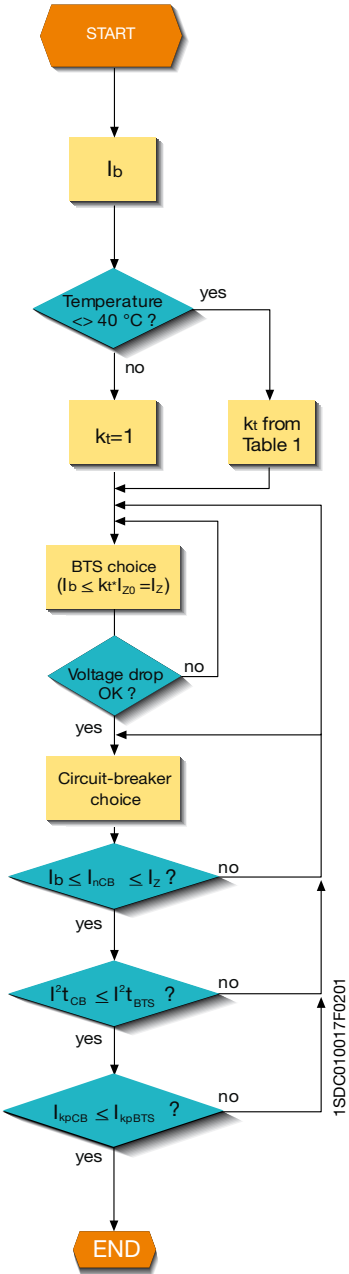 START
Ib
Temperature
<> 40 °C ?
yes
no
kt=1
kt from
Table 1
BTS choice
(Ib ≤ kt*IZ0 =IZ)
Voltage drop
OK ?
no
yes
Circuit-breaker
choice
Ib ≤ InCB ≤ IZ ?
no
yes
I²tCB ≤ I²tBTS ?
no
yes
IkpCB ≤ IkpBTS ?
no
yes
END
1SDC010017F0201